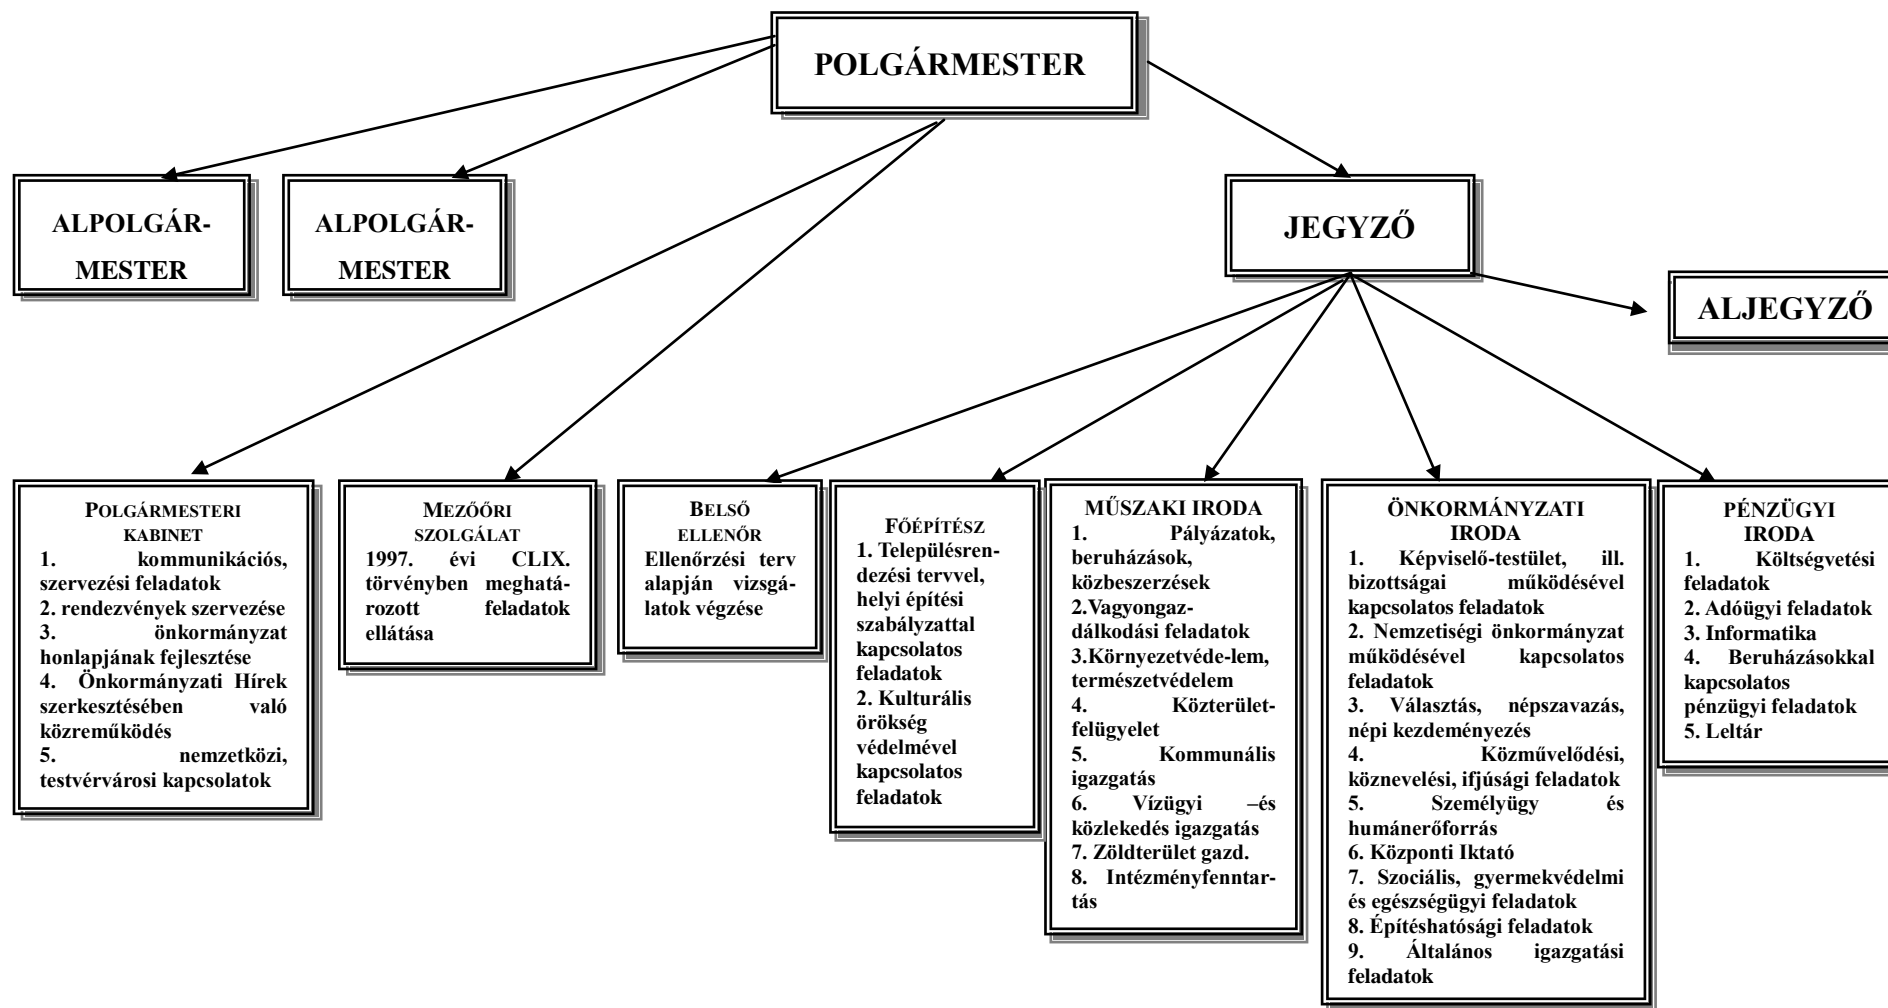 POLGÁRMESTER
ALPOLGÁR-
MESTER
ALPOLGÁR-
MESTER
JEGYZŐ
ALJEGYZŐ
POLGÁRMESTERI
KABINET
1. kommunikációs,
szervezési feladatok
2. rendezvények szervezése
3. önkormányzat
honlapjának fejlesztése
4. Önkormányzati Hírek
szerkesztésében való
közreműködés
5. nemzetközi,
testvérvárosi kapcsolatok
MEZŐŐRI
SZOLGÁLAT
1997. évi CLIX.
törvényben meghatá-
rozott feladatok
ellátása
BELSŐ
ELLENŐR
Ellenőrzési terv
alapján vizsgá-
latok végzése
FŐÉPÍTÉSZ
1. Településren-
dezési tervvel,
helyi építési
szabályzattal
kapcsolatos
feladatok
2. Kulturális
örökség
védelmével
kapcsolatos
feladatok
MŰSZAKI IRODA
1. Pályázatok,
beruházások,
közbeszerzések
2.Vagyongaz-
dálkodási feladatok
3.Környezetvéde-lem,
természetvédelem
4. Közterület-
felügyelet
5. Kommunális
igazgatás
6. Vízügyi –és
közlekedés igazgatás
7. Zöldterület gazd.
8. Intézményfenntar-
tás
ÖNKORMÁNYZATI
IRODA
1. Képviselő-testület, ill.
bizottságai működésével
kapcsolatos feladatok
2. Nemzetiségi önkormányzat
működésével kapcsolatos
feladatok
3. Választás, népszavazás,
népi kezdeményezés
4. Közművelődési,
köznevelési, ifjúsági feladatok
5. Személyügy és
humánerőforrás
6. Központi Iktató
7. Szociális, gyermekvédelmi
és egészségügyi feladatok
8. Építéshatósági feladatok
9. Általános igazgatási
feladatok
PÉNZÜGYI
IRODA
1. Költségvetési
feladatok
2. Adóügyi feladatok
3. Informatika
4. Beruházásokkal
kapcsolatos
pénzügyi feladatok
5. Leltár